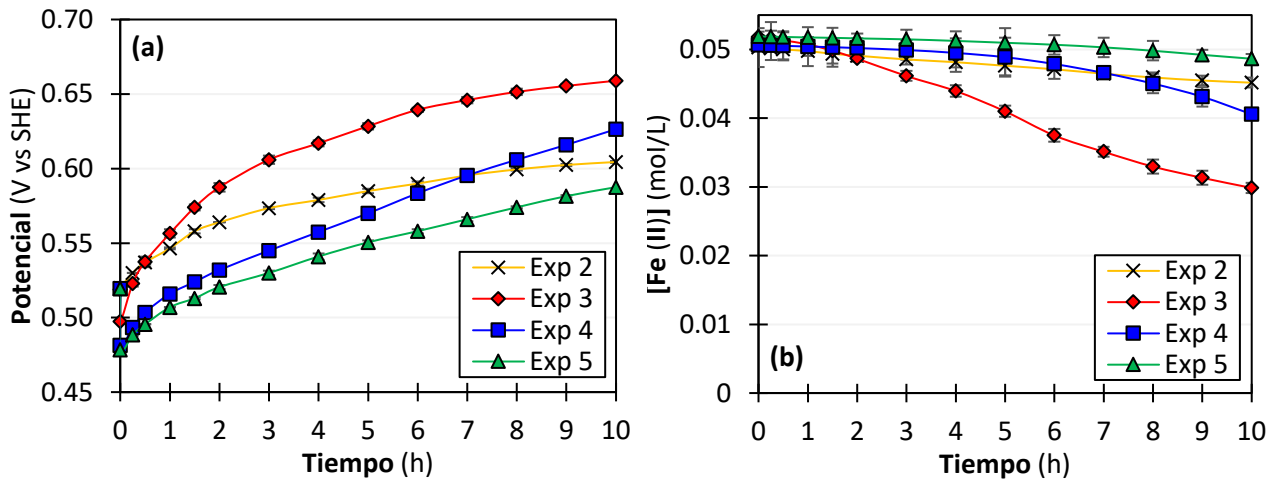 (a)
Potencial (V vs SHE)
0.70
0.65
0.60
0.55
0.50
0.45
0 1 2 3 4 5 6 7 8 9 10
Tiempo (h)
Exp 2
Exp 3
Exp 4
Exp 5
(b)
[Fe (II)] (mol/L)
0.05
0.04
0.03
0.02
0.01
0
0 1 2 3 4 5 6 7 8 9 10
Tiempo (h)
Exp 2
Exp 3
Exp 4
Exp 5